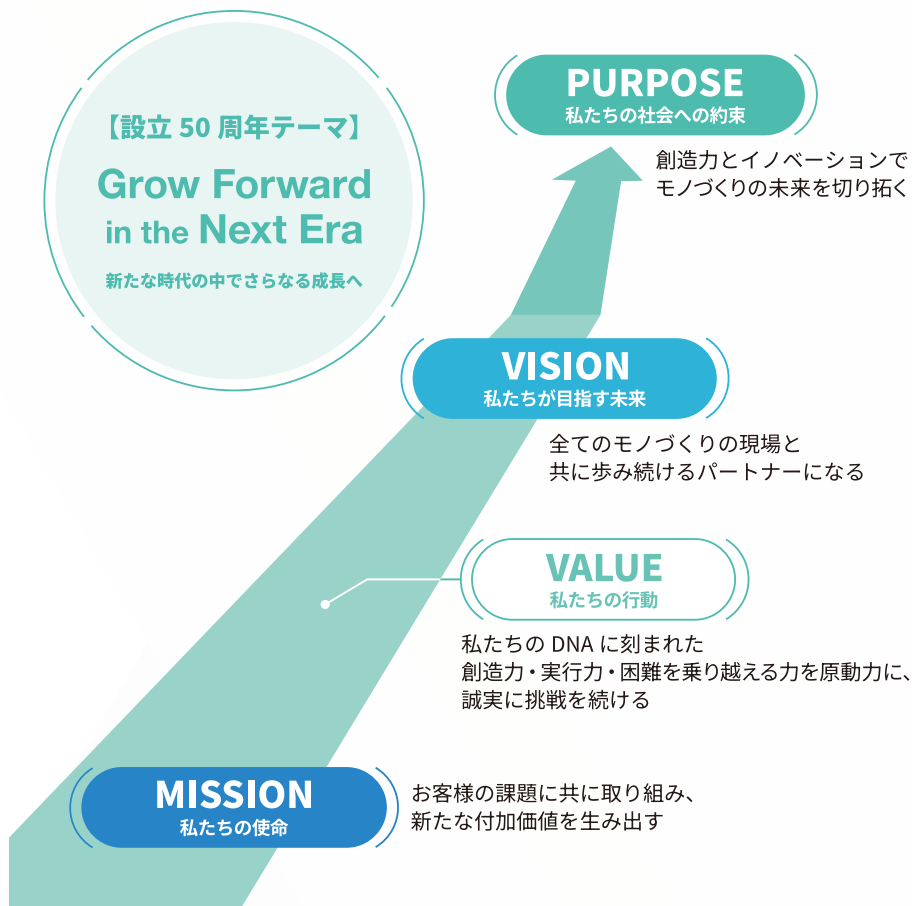 【設立 50 周年テーマ】
Grow Forward
in the Next Era
新たな時代の中でさらなる成長へ
PURPOSE
私たちの社会への約束
創造力とイノベーションで
モノづくりの未来を切り拓く
VISION
私たちが目指す未来
全てのモノづくりの現場と
共に歩み続けるパートナーになる
VALUE
私たちの行動
私たちの DNA に刻まれた
創造力・実行力・困難を乗り越える力を原動力に、
誠実に挑戦を続ける
MISSION
私たちの使命
お客様の課題に共に取り組み、
新たな付加価値を生み出す